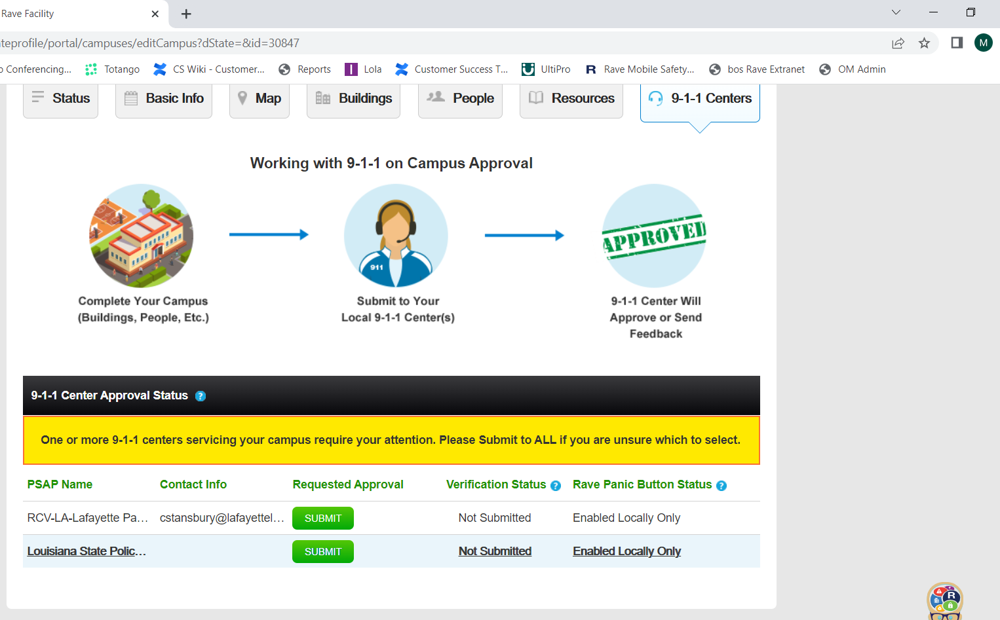 Rave Facility
ateprofile/portal/campuses/editCampus?dState=&id=30847
M
Conferencing...
Totango
CS Wiki - Customer...
Reports
Lola
Customer Success T...
UltiPro
R Rave Mobile Safety...
bos Rave Extranet
OM Admin
Status
Basic Info
Map
Buildings
People
Resources
9-1-1 Centers
Working with 9-1-1 on Campus Approval
911
APPROVED
Complete Your Campus
(Buildings, People, Etc.)
Submit to Your
Local 9-1-1 Center(s)
9-1-1 Center Will
Approve or Send
Feedback
9-1-1 Center Approval Status ?
One or more 9-1-1 centers servicing your campus require your attention. Please Submit to ALL if you are unsure which to select.
PSAP Name Contact Info Requested Approval Verification Status ? Rave Panic Button Status ?
RCV-LA-Lafayette Pa... cstansbury@lafayettel... SUBMIT Not Submitted Enabled Locally Only
Louisiana State Polic... SUBMIT Not Submitted Enabled Locally Only
R